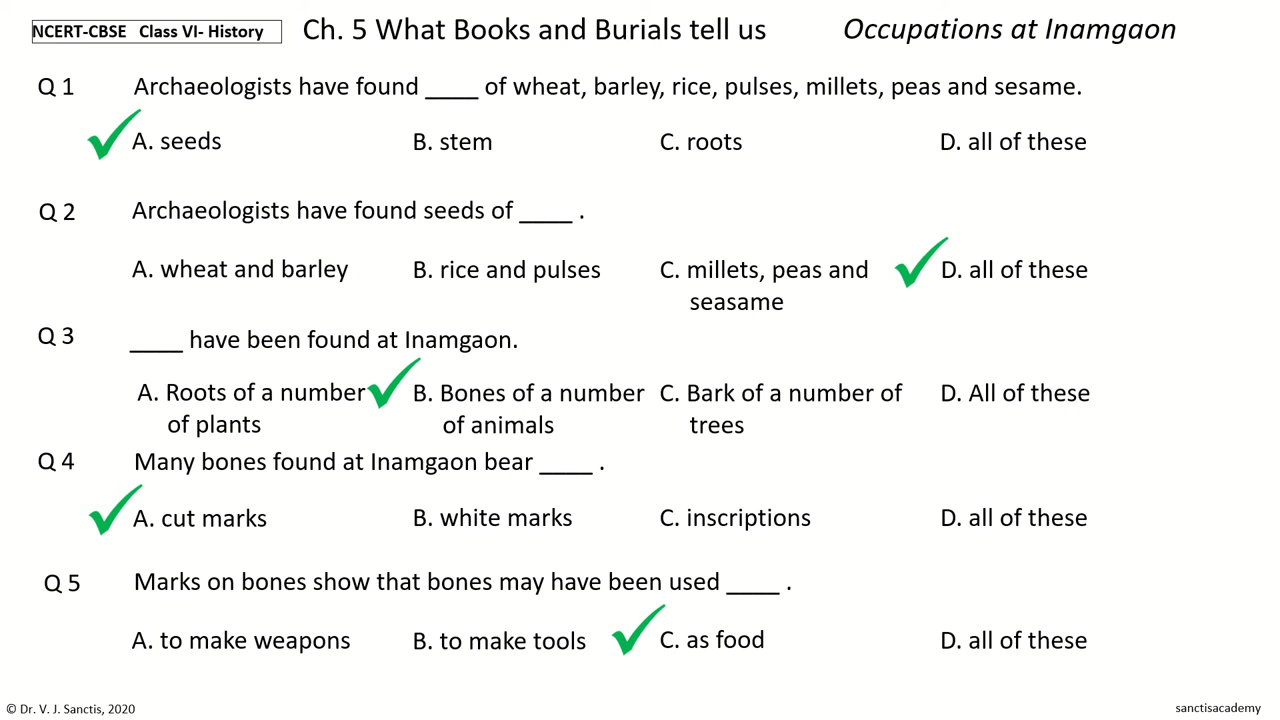 NCERT-CBSE Class VI- History Ch. 5 What Books and Burials tell us Occupations at Inamgaon
Q 1 Archaeologists have found ____ of wheat, barley, rice, pulses, millets, peas and sesame.
A. seeds B. stem C. roots D. all of these
Q 2 Archaeologists have found seeds of ____ .
A. wheat and barley B. rice and pulses C. millets, peas and D. all of these
seasame
Q 3 ____ have been found at Inamgaon.
A. Roots of a number B. Bones of a number C. Bark of a number of D. All of these
of plants of animals trees
Q 4 Many bones found at Inamgaon bear ____ .
A. cut marks B. white marks C. inscriptions D. all of these
Q 5 Marks on bones show that bones may have been used ____ .
A. to make weapons B. to make tools C. as food D. all of these
© Dr. V. J. Sanctis, 2020 sanctisacademy